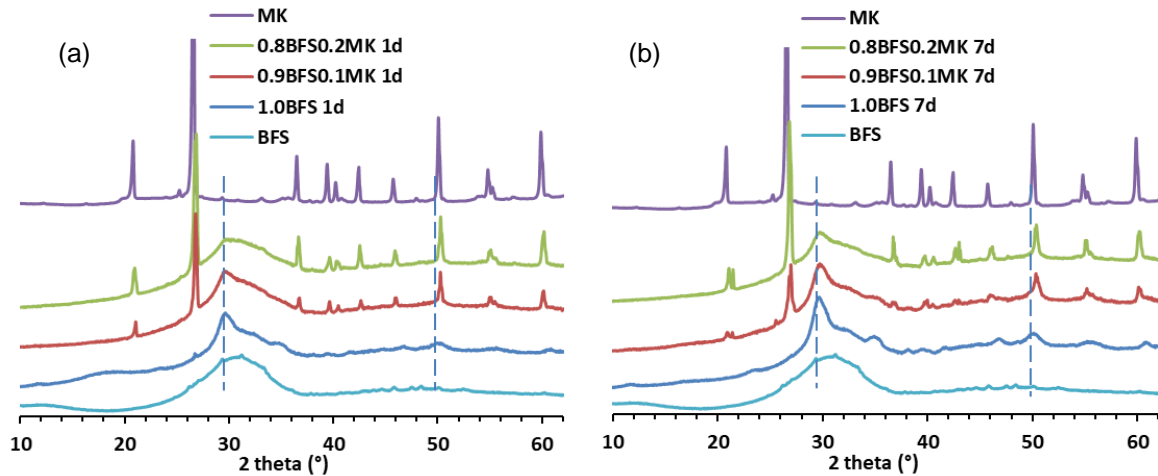 (a)
MK
0.8BFS0.2MK 1d
0.9BFS0.1MK 1d
1.0BFS 1d
BFS
10 20 30 40 50 60
2 theta (°)
(b)
MK
0.8BFS0.2MK 7d
0.9BFS0.1MK 7d
1.0BFS 7d
BFS
10 20 30 40 50 60
2 theta (°)